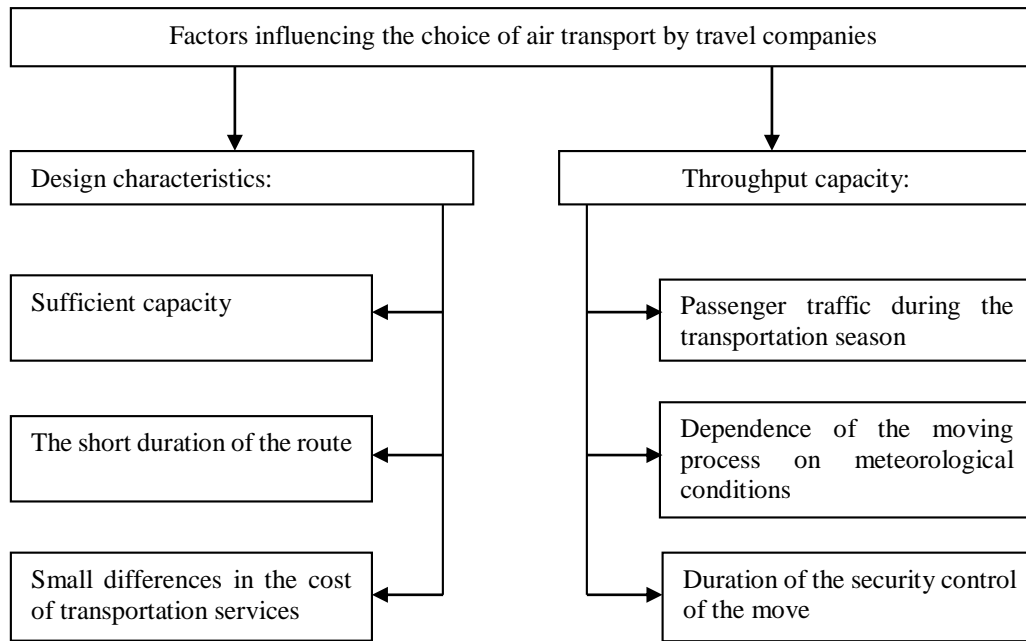 Factors influencing the choice of air transport by travel companies
Design characteristics:
Throughput capacity:
Sufficient capacity
Passenger traffic during the
transportation season
The short duration of the route
Dependence of the moving
process on meteorological
conditions
Small differences in the cost
of transportation services
Duration of the security control
of the move